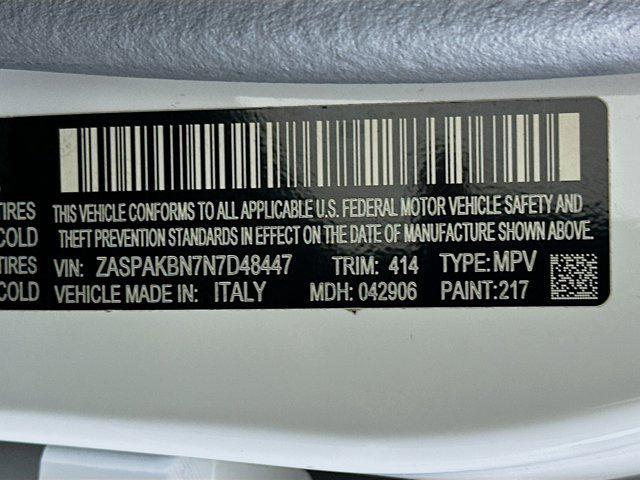 TIRES THIS VEHICLE CONFORMS TO ALL APPLICABLE U.S. FEDERAL MOTOR VEHICLE SAFETY AND
COLD THEFT PREVENTION STANDARDS IN EFFECT ON THE DATE OF MANUFACTURE SHOWN ABOVE.
TIRES VIN: ZASPAKBN7N7D48447 TRIM: 414 TYPE: MPV
COLD VEHICLE MADE IN: ITALY MDH: 042906 PAINT: 217